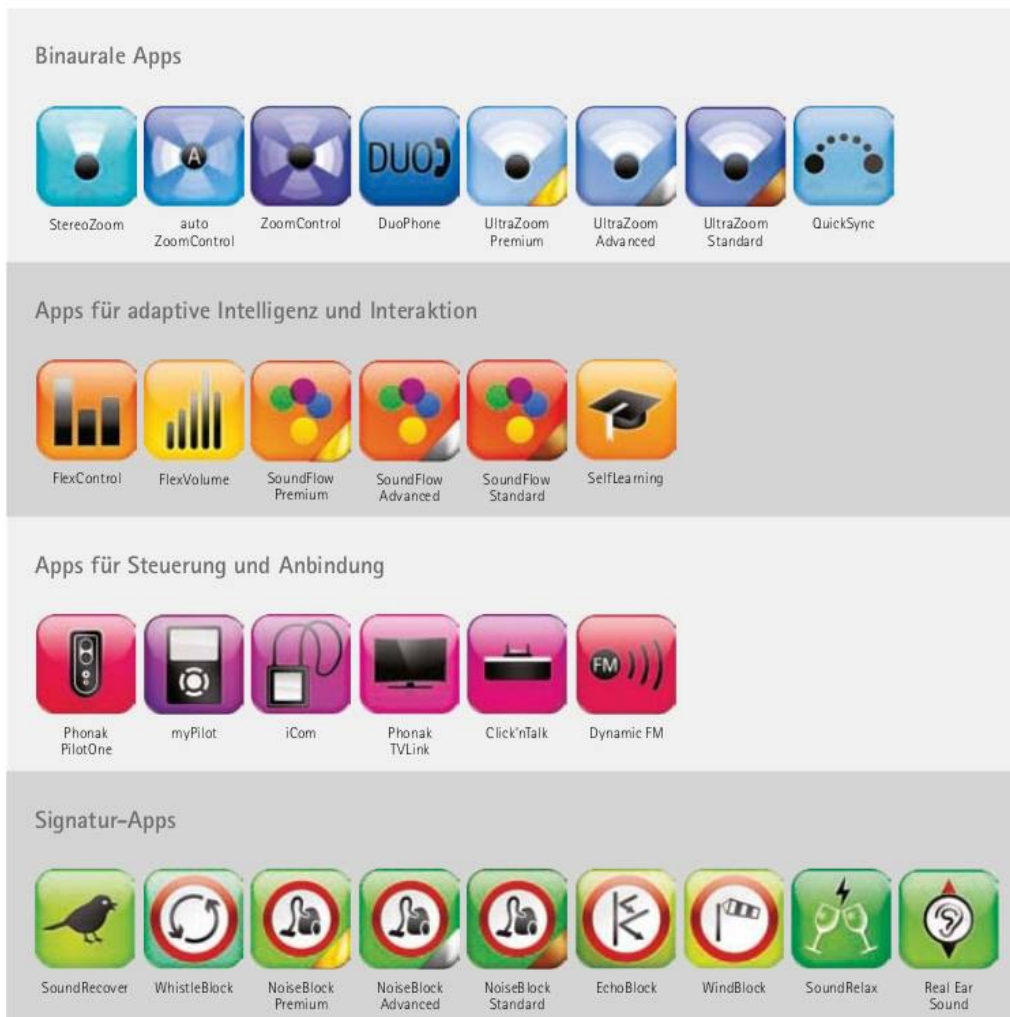 Binaurale Apps
A
DUO
StereoZoom
auto
ZoomControl
ZoomControl
DuoPhone
UltraZoom
Premium
UltraZoom
Advanced
UltraZoom
Standard
QuickSync
Apps für adaptive Intelligenz und Interaktion
FlexControl
FlexVolume
SoundFlow
Premium
SoundFlow
Advanced
SoundFlow
Standard
SelfLearning
Apps für Steuerung und Anbindung
FM
Phonak
PilotOne
myPilot
iCom
Phonak
TVLink
Click'nTalk
Dynamic FM
Signatur-Apps
SoundRecover
WhistleBlock
NoiseBlock
Premium
NoiseBlock
Advanced
NoiseBlock
Standard
EchoBlock
WindBlock
SoundRelax
Real Ear
Sound